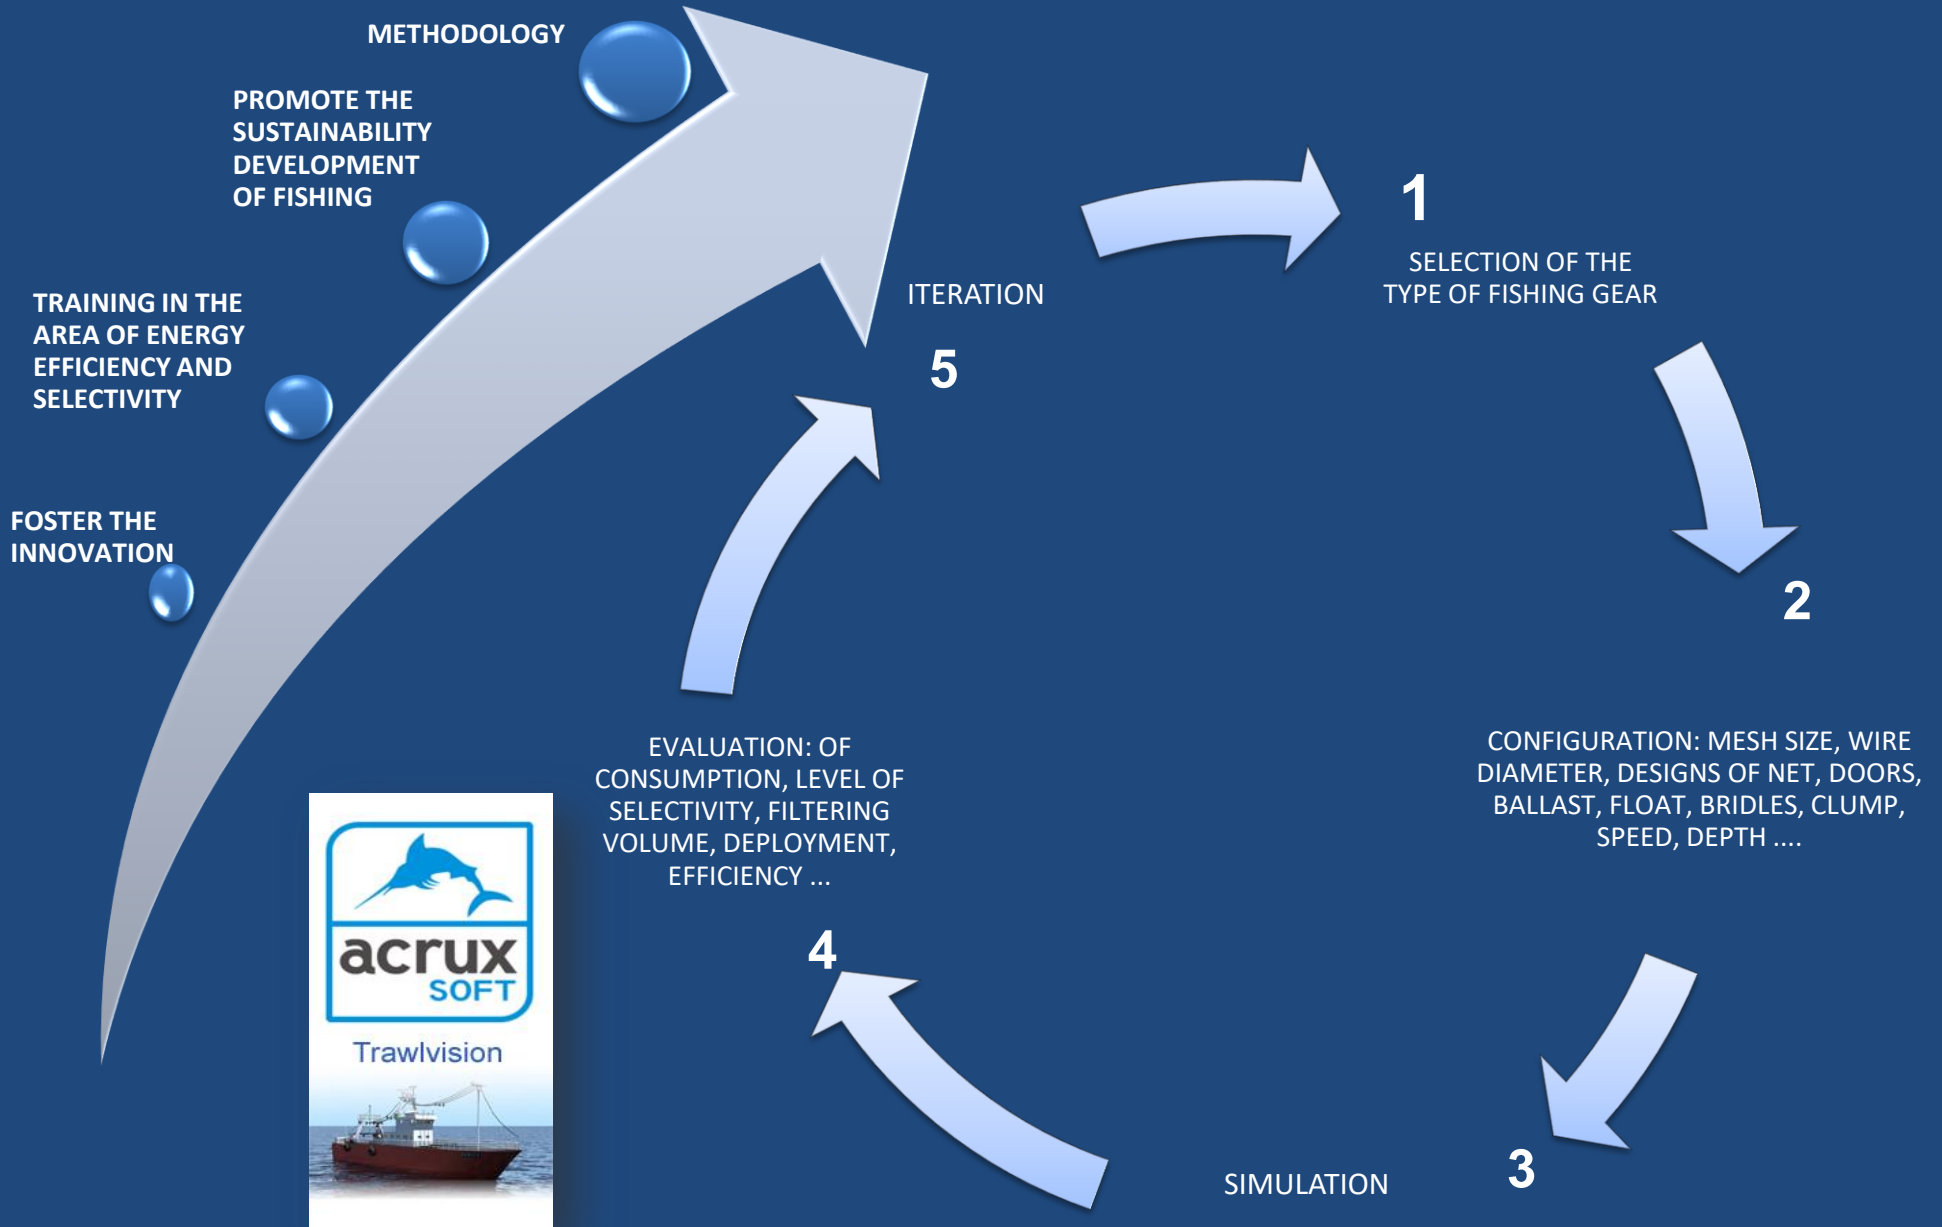 METHODOLOGY
PROMOTE THE
SUSTAINABILITY
DEVELOPMENT
OF FISHING
TRAINING IN THE
AREA OF ENERGY
EFFICIENCY AND
SELECTIVITY
FOSTER THE
INNOVATION
1
SELECTION OF THE
TYPE OF FISHING GEAR
2
CONFIGURATION: MESH SIZE, WIRE
DIAMETER, DESIGNS OF NET, DOORS,
BALLAST, FLOAT, BRIDLES, CLUMP,
SPEED, DEPTH ....
3
SIMULATION
4
EVALUATION: OF
CONSUMPTION, LEVEL OF
SELECTIVITY, FILTERING
VOLUME, DEPLOYMENT,
EFFICIENCY ...
ITERATION
5
acrux
SOFT
Trawlvision